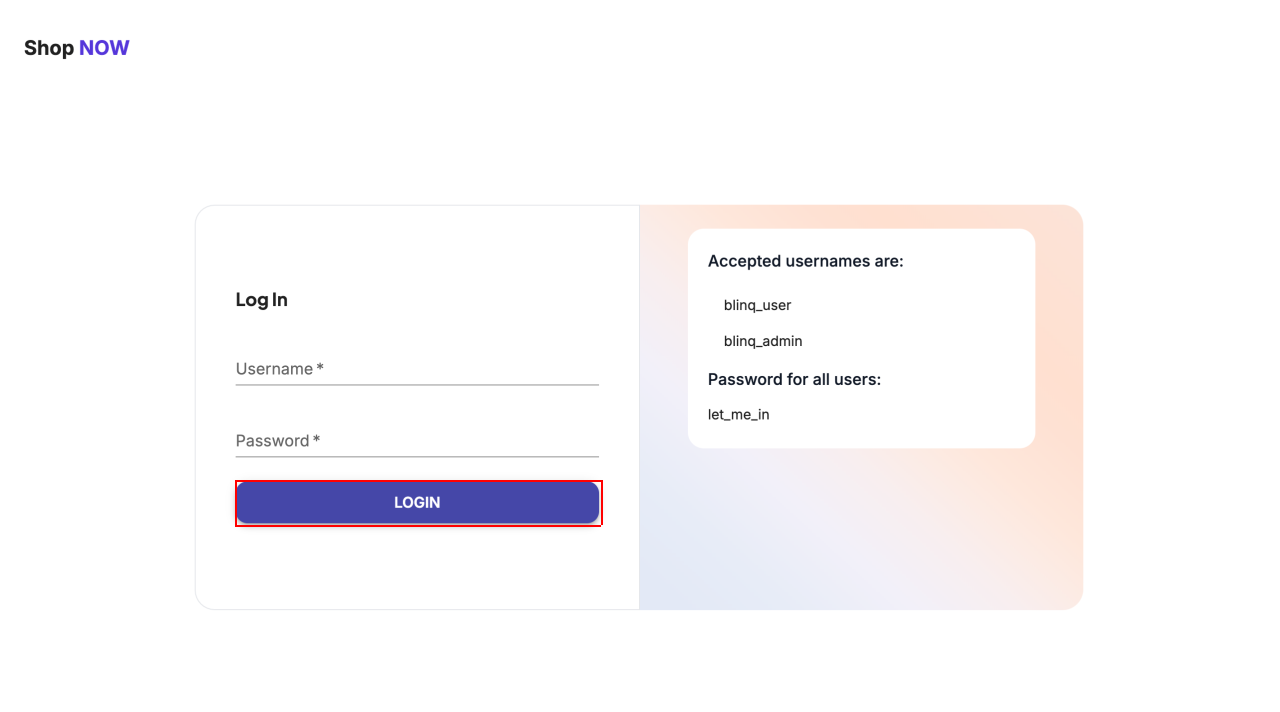 Shop NOW
Log In
Username *
Password *
LOGIN
Accepted usernames are:
blinq_user
blinq_admin
Password for all users:
let_me_in